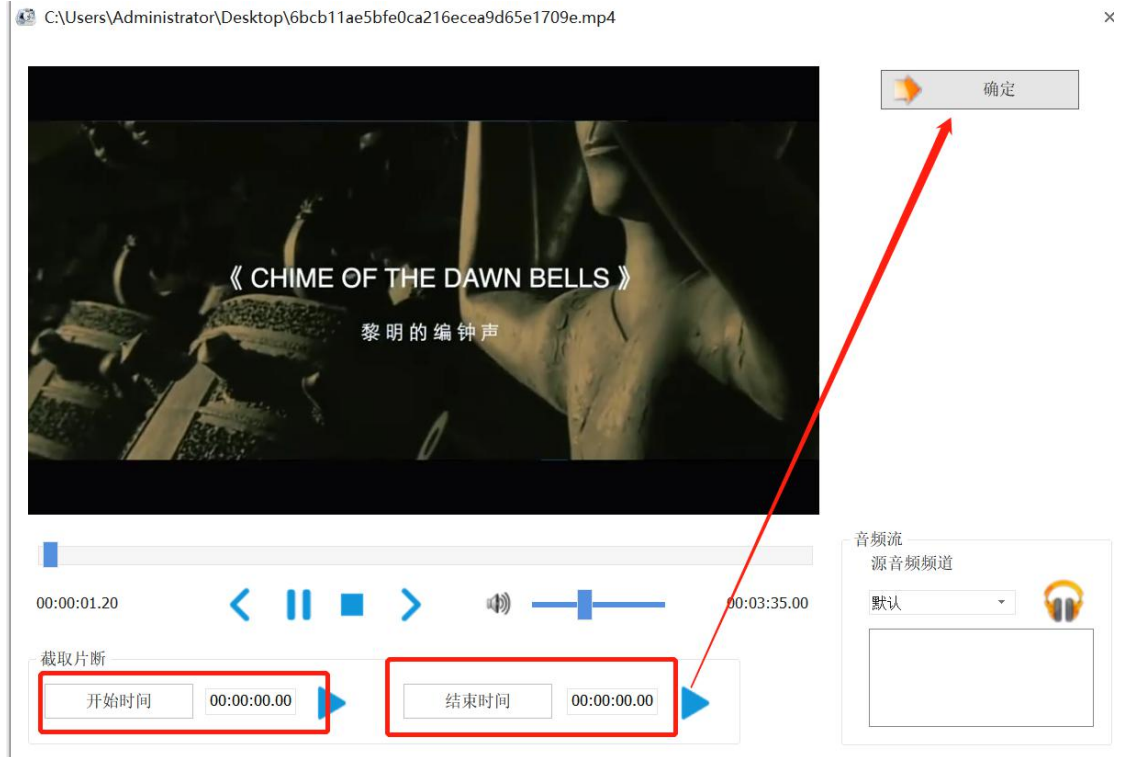 C:\Users\Administrator\Desktop\6bcb11ae5bfe0ca216ecea9d65e1709e.mp4
确定
《 CHIME OF THE DAWN BELLS 》
黎明的编钟声
音频流
源音频频道
默认
00:00:01.20
00:03:35.00
截取片断
开始时间 00:00:00.00 结束时间 00:00:00.00